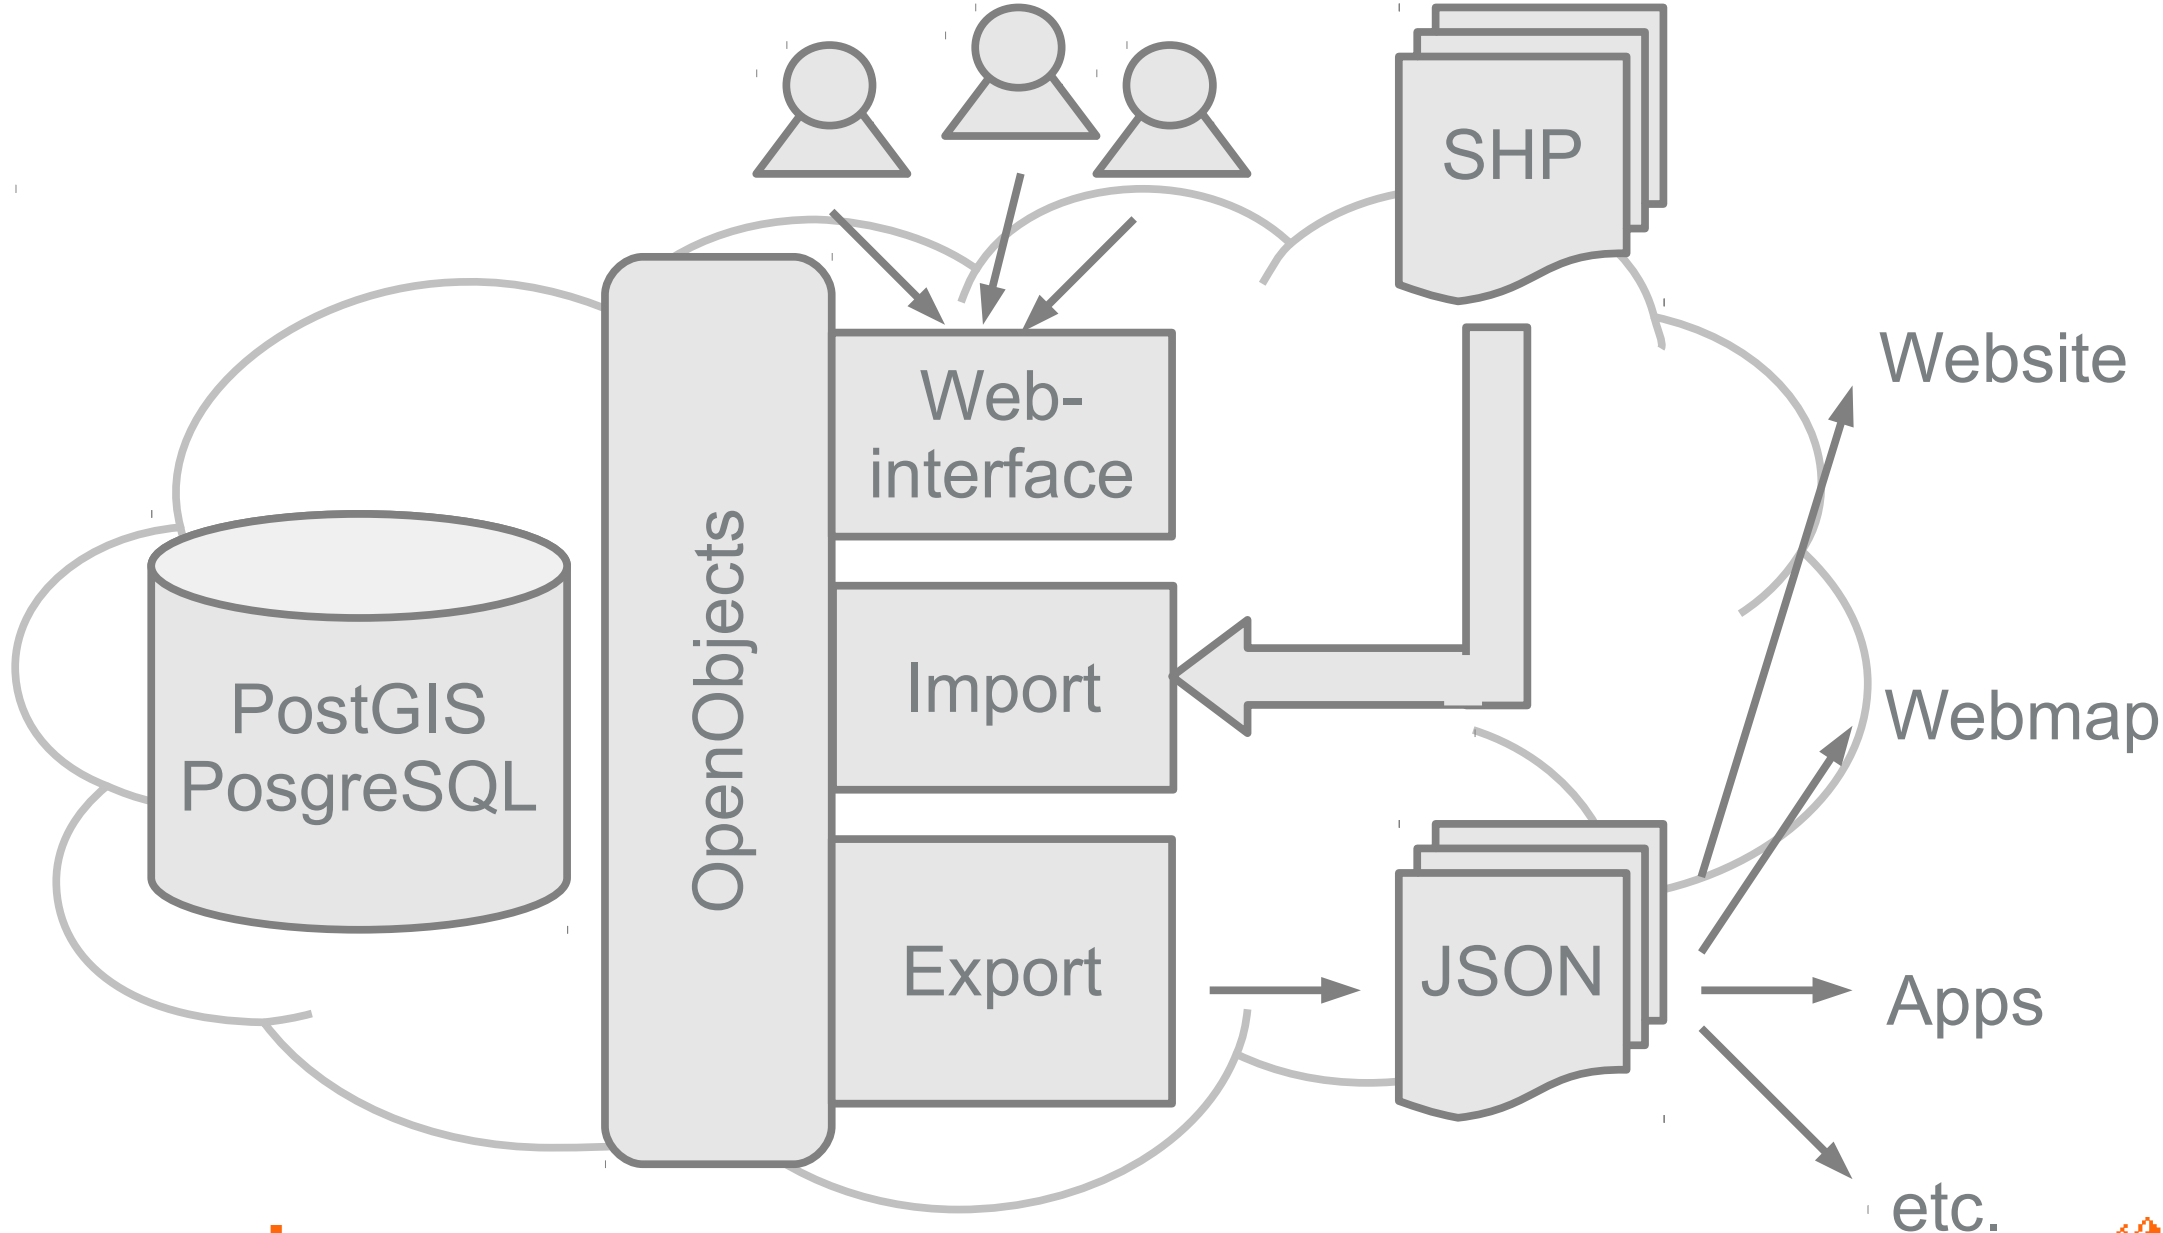 SHP
Website
Web-
interface
OpenObjects
PostGIS
PosgreSQL
Import
Webmap
Export
JSON
Apps
etc.